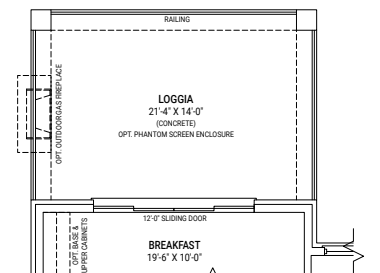 RAILING
OPT. OUTDOOR GAS FIREPLACE
LOGGIA
21'-4" X 14'-0"
(CONCRETE)
OPT. PHANTOM SCREEN ENCLOSURE
12'-0" SLIDING DOOR
OPT. BASE &
UPPER CABINETS
BREAKFAST
19'-6" X 10'-0"